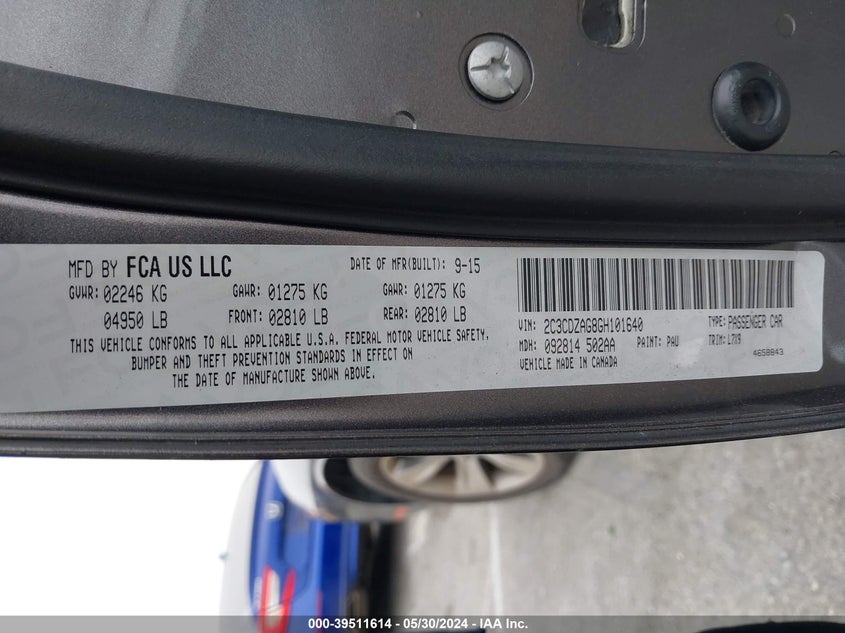 MFD BY FCA US LLC
DATE OF MFR(BUILT): 9-15
GVWR: 02246 KG GAWR: 01275 KG GAWR: 01275 KG
04950 LB FRONT: 02810 LB REAR: 02810 LB
THIS VEHICLE CONFORMS TO ALL APPLICABLE U.S.A. FEDERAL MOTOR VEHICLE SAFETY,
BUMPER AND THEFT PREVENTION STANDARDS IN EFFECT ON
THE DATE OF MANUFACTURE SHOWN ABOVE.
VIN: 2C3CDZAG8GH101640 TYPE: PASSENGER CAR
MDH: 092814 502AA PAINT: PAU TRIM: L7X9
VEHICLE MADE IN CANADA 4658843
000-39511614 - 05/30/2024 - IAA Inc.